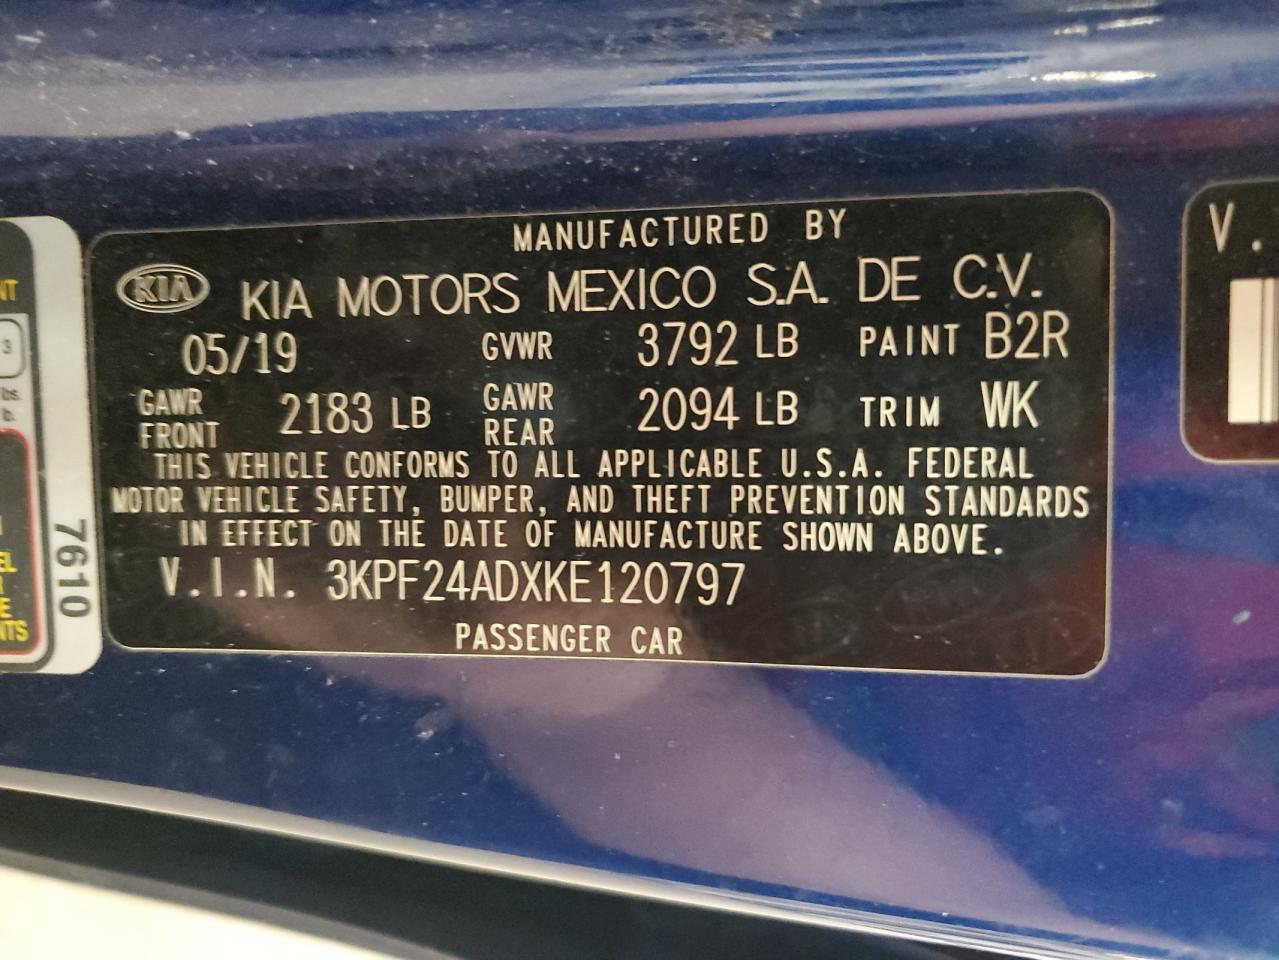 MANUFACTURED BY
KIA KIA MOTORS MEXICO S.A. DE C.V.
05/19 GVWR 3792 LB PAINT B2R
GAWR FRONT 2183 LB GAWR REAR 2094 LB TRIM WK
THIS VEHICLE CONFORMS TO ALL APPLICABLE U.S.A. FEDERAL
MOTOR VEHICLE SAFETY, BUMPER, AND THEFT PREVENTION STANDARDS
IN EFFECT ON THE DATE OF MANUFACTURE SHOWN ABOVE.
V.I.N. 3KPF24ADXKE120797
PASSENGER CAR
7610
3
lbs.
V.